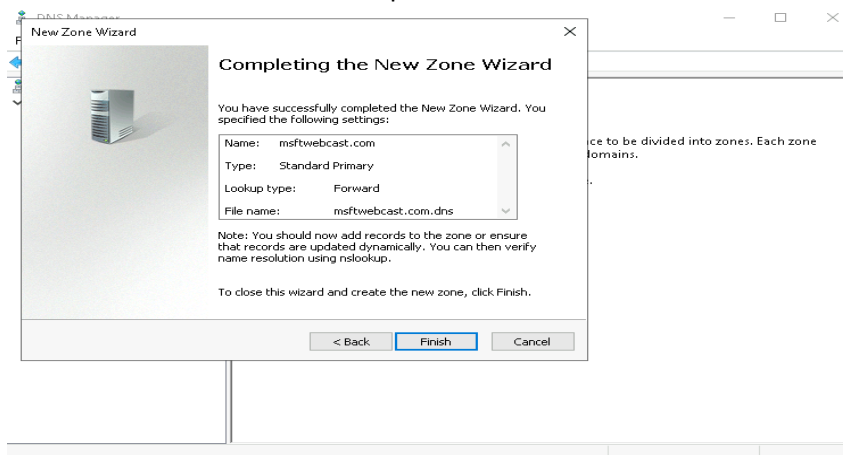 DNS Manager
New Zone Wizard
Completing the New Zone Wizard
You have successfully completed the New Zone Wizard. You
specified the following settings:
Name: msftwebcast.com
Type: Standard Primary
Lookup type: Forward
File name: msftwebcast.com.dns
Note: You should now add records to the zone or ensure
that records are updated dynamically. You can then verify
name resolution using nslookup.
To close this wizard and create the new zone, click Finish.
< Back Finish Cancel
to be divided into zones. Each zone